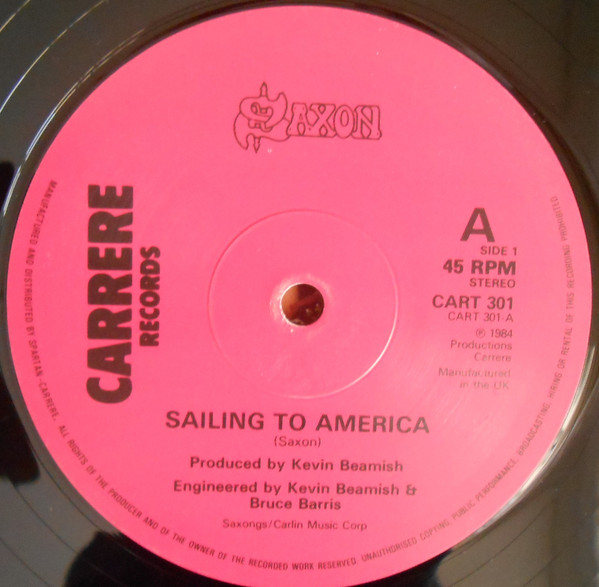 SAXON
CARRERE
RECORDS
A
SIDE 1
45 RPM
STEREO
CART 301
CART 301-A
℗ 1984
Productions
Carrere
Manufactured
in the UK
SAILING TO AMERICA
(Saxon)
Produced by Kevin Beamish
Engineered by Kevin Beamish &
Bruce Barris
Saxongs/Carlin Music Corp
MANUFACTURED AND DISTRIBUTED BY SPARTAN-CARRERE. ALL RIGHTS OF THE PRODUCER AND OF THE OWNER OF THE RECORDED WORK RESERVED. UNAUTHORISED COPYING, PUBLIC PERFORMANCE, BROADCASTING, HIRING OR RENTAL OF THIS RECORDING PROHIBITED.